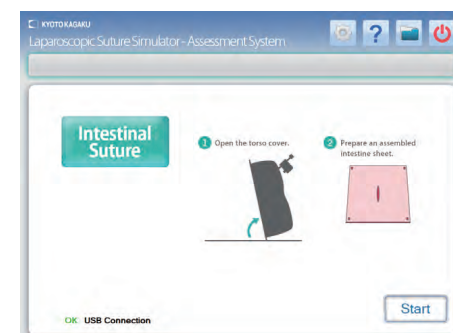 KYOTO KAGAKU
Laparoscopic Suture Simulator - Assessment System
?
Intestinal
Suture
1 Open the torso cover.
2 Prepare an assembled
intestine sheet.
OK USB Connection
Start